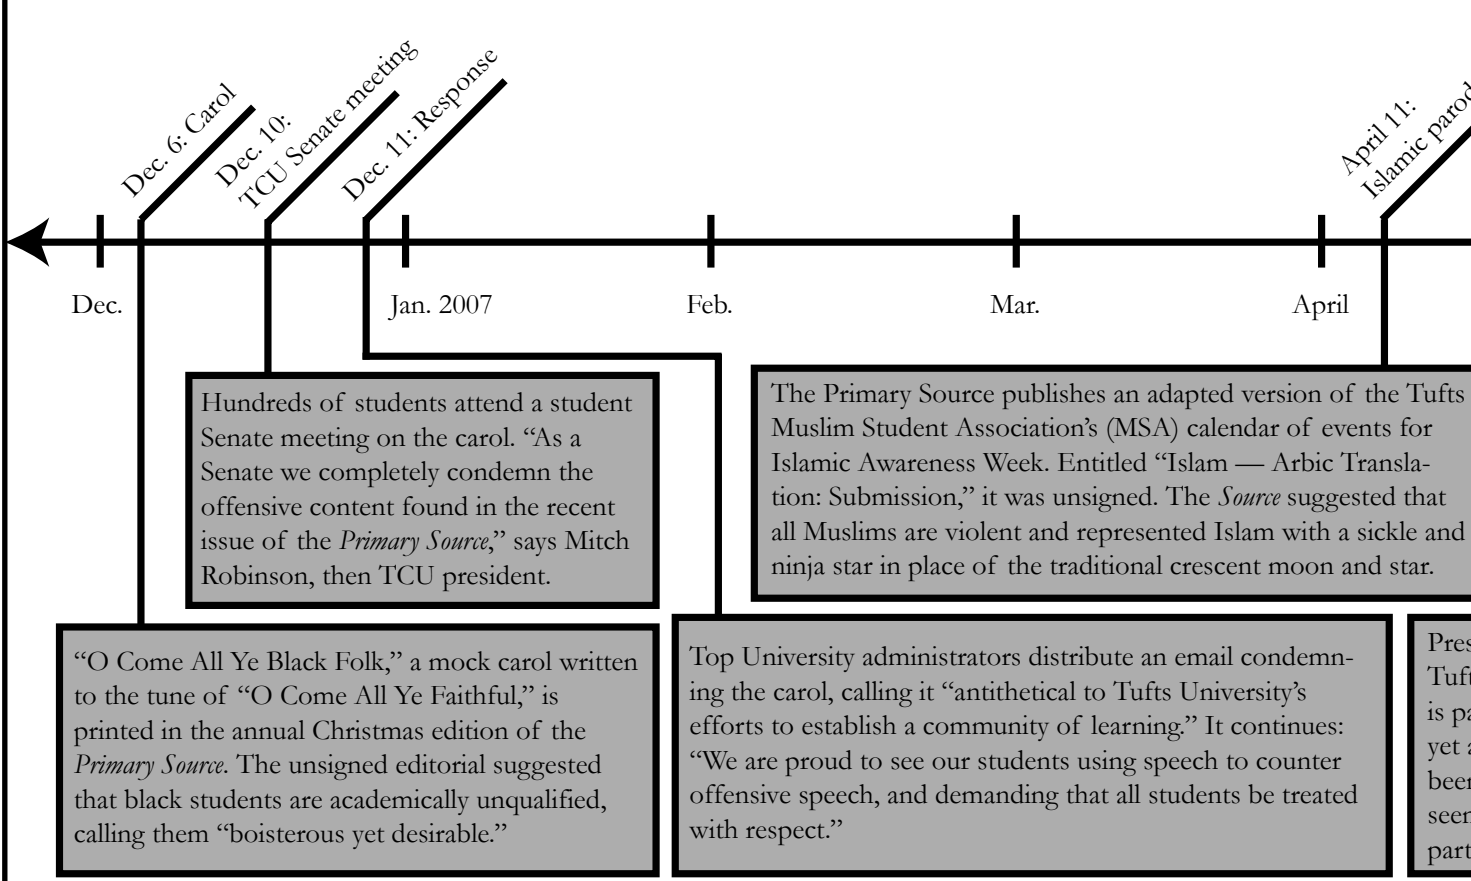 Dec. 6: Carol
Dec. 10:
TCU Senate meeting
Dec. 11: Response
April 11:
Islamic parod
Dec.
Jan. 2007
Feb.
Mar.
April
Hundreds of students attend a student
Senate meeting on the carol. “As a
Senate we completely condemn the
offensive content found in the recent
issue of the Primary Source,” says Mitch
Robinson, then TCU president.
The Primary Source publishes an adapted version of the Tufts
Muslim Student Association’s (MSA) calendar of events for
Islamic Awareness Week. Entitled “Islam — Arbic Transla-
tion: Submission,” it was unsigned. The Source suggested that
all Muslims are violent and represented Islam with a sickle and
ninja star in place of the traditional crescent moon and star.
“O Come All Ye Black Folk,” a mock carol written
to the tune of “O Come All Ye Faithful,” is
printed in the annual Christmas edition of the
Primary Source. The unsigned editorial suggested
that black students are academically unqualified,
calling them “boisterous yet desirable.”
Top University administrators distribute an email condemn-
ing the carol, calling it “antithetical to Tufts University’s
efforts to establish a community of learning.” It continues:
“We are proud to see our students using speech to counter
offensive speech, and demanding that all students be treated
with respect.”
Pres
Tuft
is pa
yet a
been
seen
part